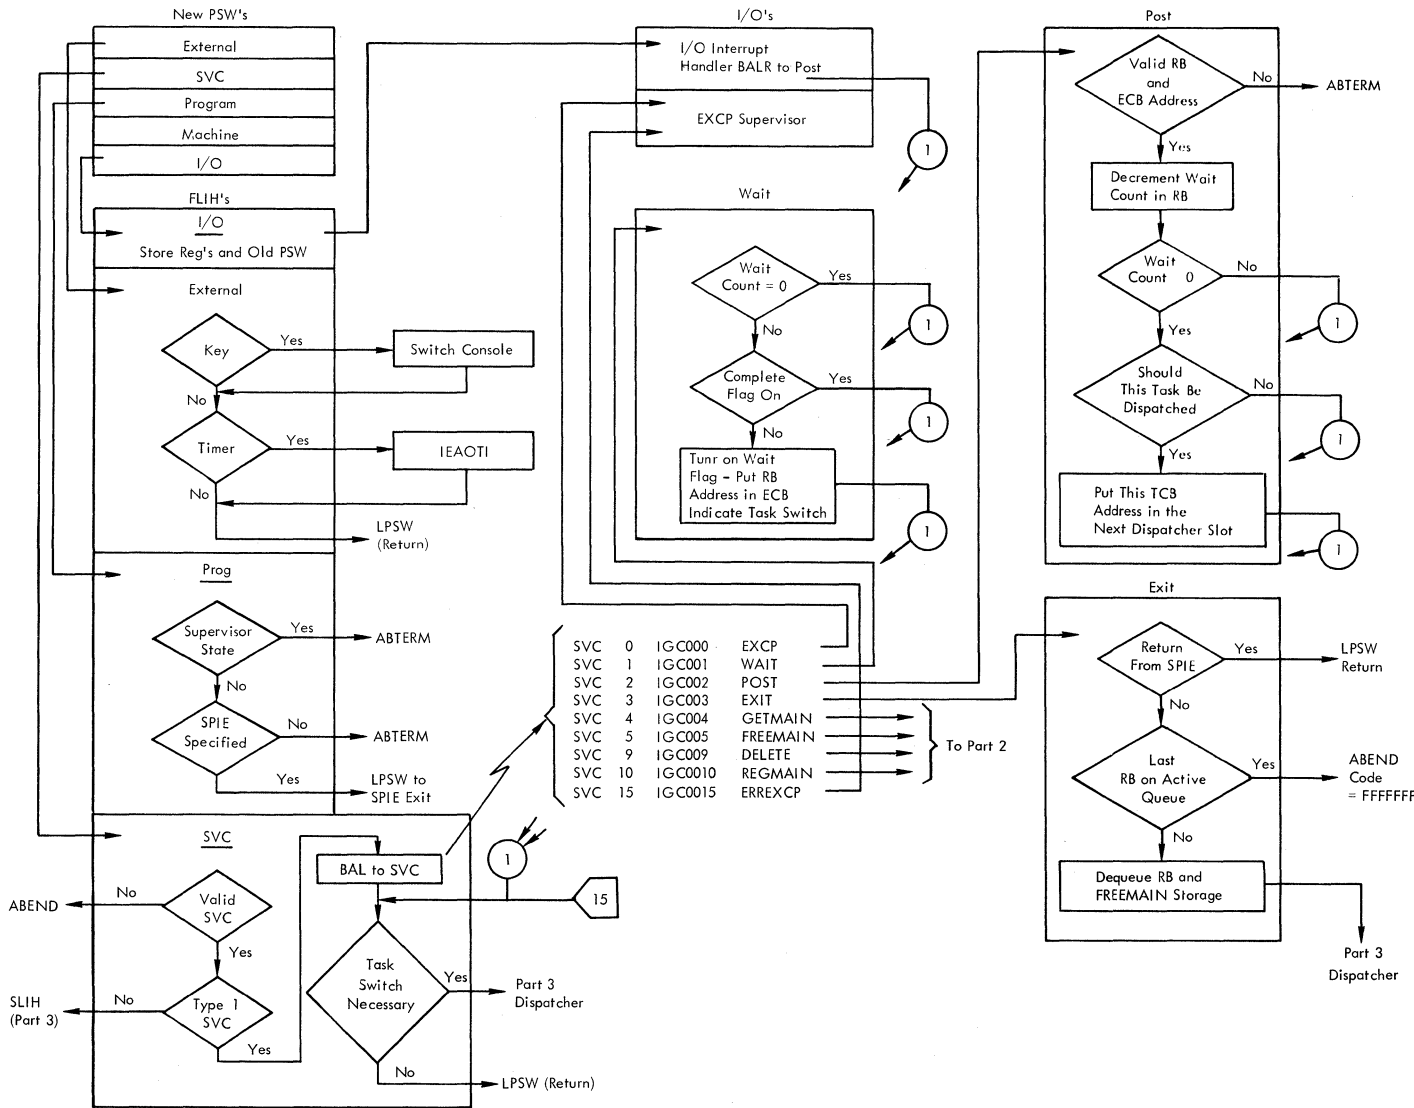 New PSW's
External
SVC
Program
Machine
I/O
FLIH's
I/O
Store Reg's and Old PSW
External
Key
Yes
Switch Console
No
Timer
Yes
IEAOTI
No
LPSW
(Return)
Prog
Supervisor
State
Yes
ABTERM
No
SPIE
Specified
No
ABTERM
Yes
LPSW to
SPIE Exit
SVC
Valid
SVC
No
ABEND
Yes
Type 1
SVC
No
SLIH
(Part 3)
Yes
BAL to SVC
1
15
Task
Switch
Necessary
Yes
Part 3
Dispatcher
No
LPSW (Return)
I/O's
I/O Interrupt
Handler BALR to Post
1
EXCP Supervisor
Wait
Wait
Count = 0
Yes
1
No
Complete
Flag On
Yes
1
No
Tunr on Wait
Flag - Put RB
Address in ECB
Indicate Task Switch
1
SVC 0 IGC000 EXCP
SVC 1 IGC001 WAIT
SVC 2 IGC002 POST
SVC 3 IGC003 EXIT
SVC 4 IGC004 GETMAIN
SVC 5 IGC005 FREEMAIN
SVC 9 IGC009 DELETE
SVC 10 IGC0010 REGMAIN
SVC 15 IGC0015 ERREXCP
To Part 2
Post
Valid RB
and
ECB Address
No
ABTERM
Yes
Decrement Wait
Count in RB
Wait
Count 0
No
1
Yes
Should
This Task Be
Dispatched
No
1
Yes
Put This TCB
Address in the
Next Dispatcher Slot
1
Exit
Return
From SPIE
Yes
LPSW
Return
No
Last
RB on Active
Queue
Yes
ABEND
Code
= FFFFFFF
No
Dequeue RB and
FREEMAIN Storage
Part 3
Dispatcher